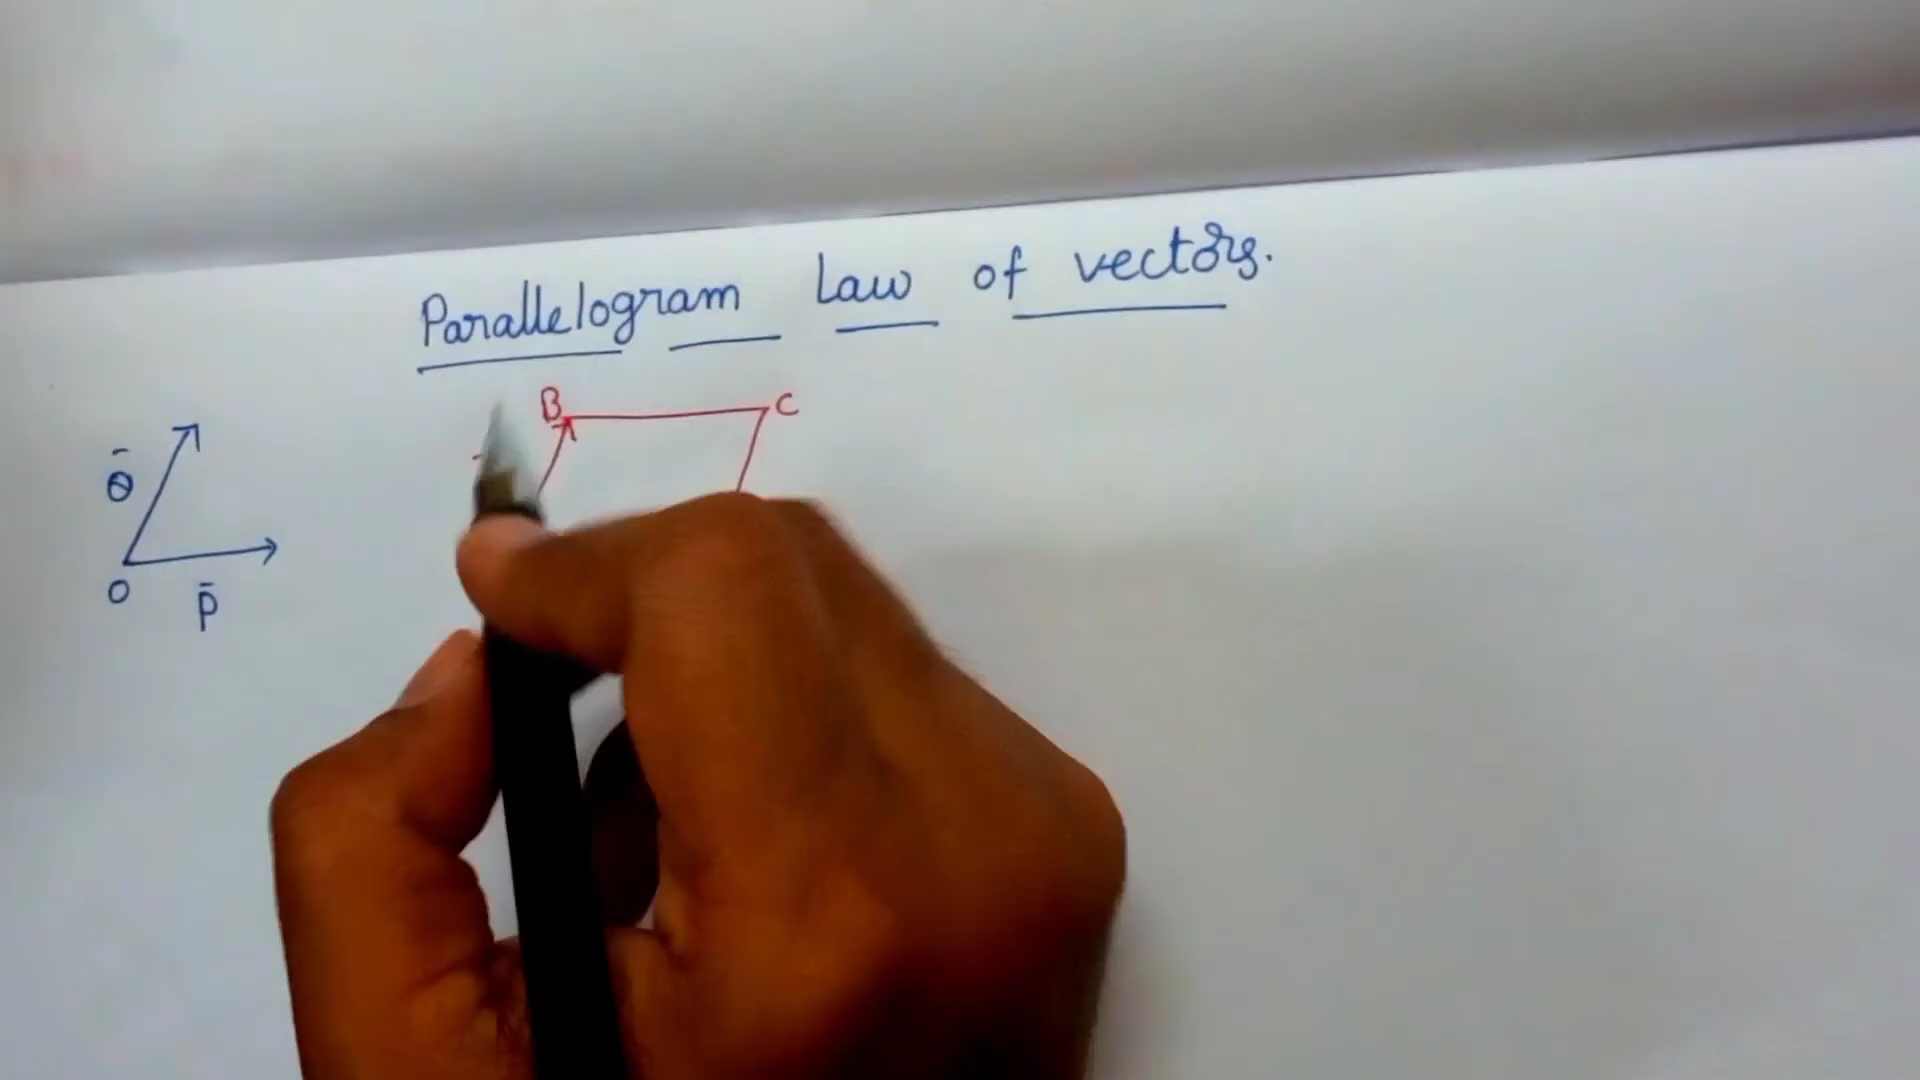 Parallelogram Law of vectors.
B C
Q̄
O P̄